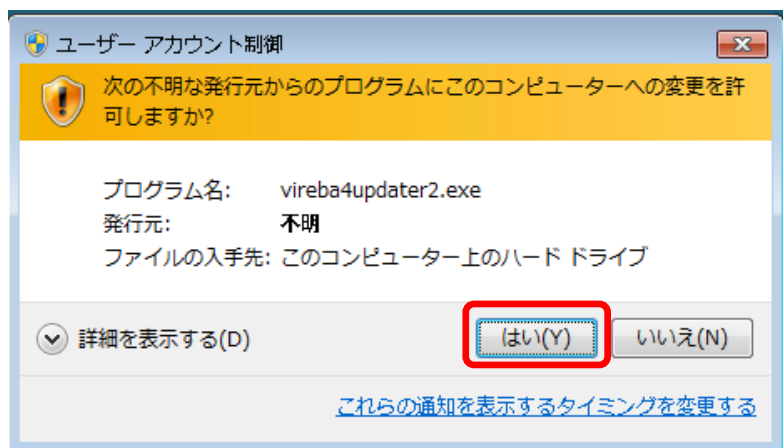 ユーザー アカウント制御
次の不明な発行元からのプログラムにこのコンピューターへの変更を許
可しますか?
プログラム名: vireba4updater2.exe
発行元: 不明
ファイルの入手先: このコンピューター上のハード ドライブ
詳細を表示する(D) はい(Y) いいえ(N)
これらの通知を表示するタイミングを変更する